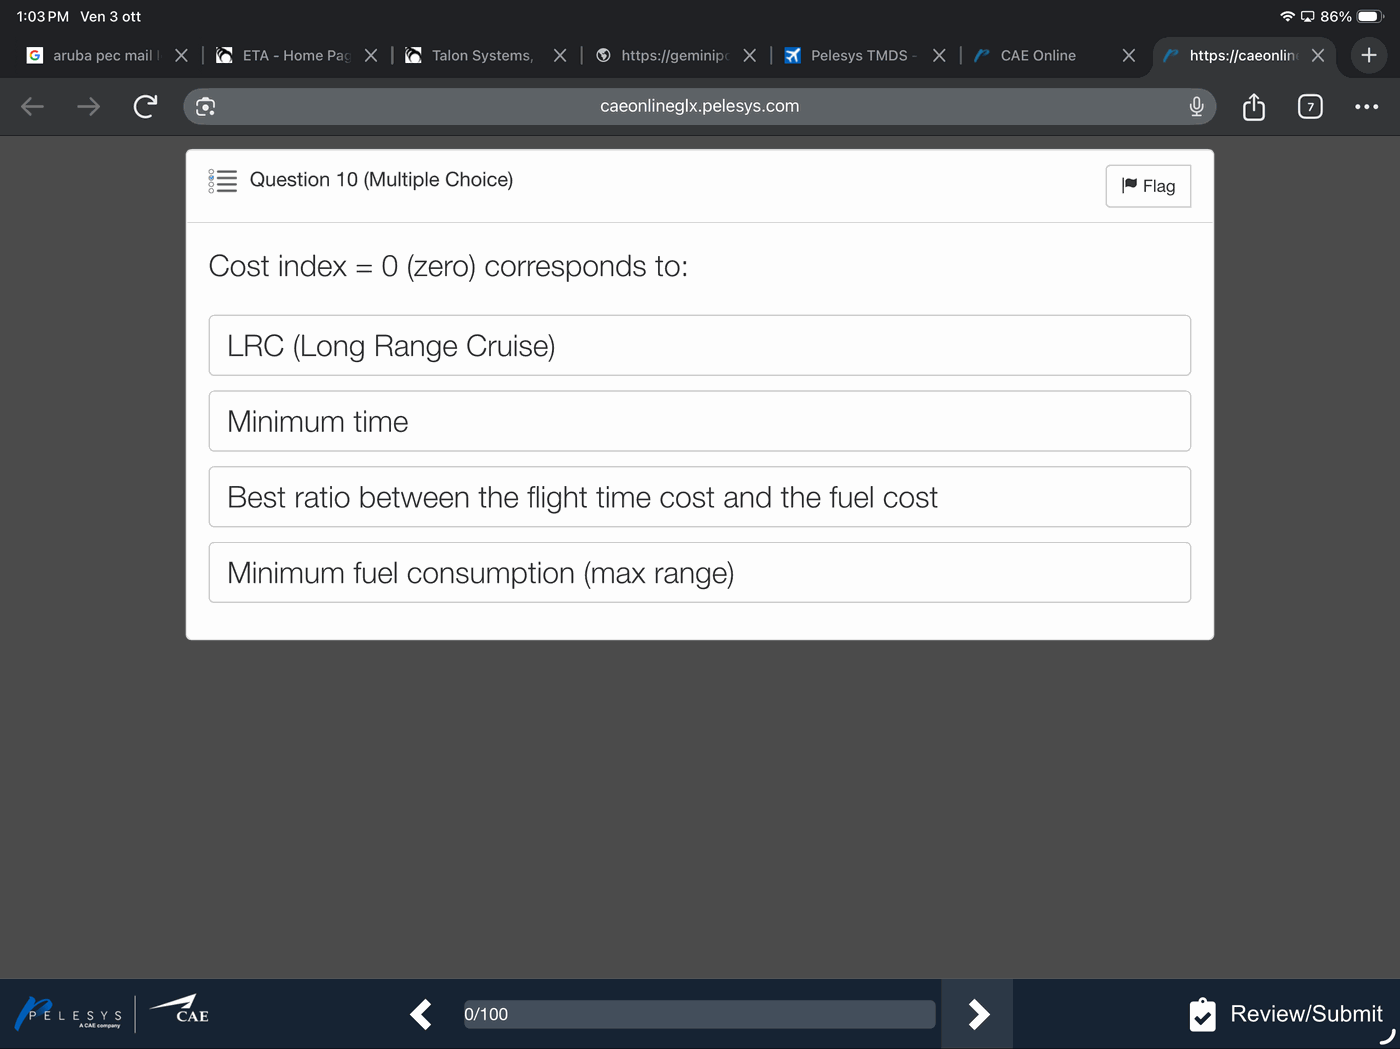 1:03 PM Ven 3 ott
86%
aruba pec mail
ETA - Home Pag
Talon Systems,
https://geminipo
Pelesys TMDS -
CAE Online
https://caeonlin
caeonlineglx.pelesys.com
7
Question 10 (Multiple Choice)
Flag
Cost index = 0 (zero) corresponds to:
LRC (Long Range Cruise)
Minimum time
Best ratio between the flight time cost and the fuel cost
Minimum fuel consumption (max range)
PELESYS
A CAE company
CAE
0/100
Review/Submit